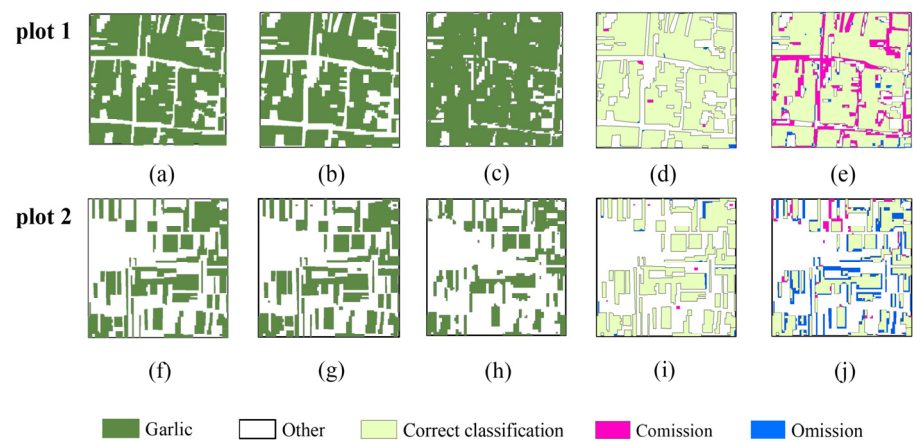 plot 1
(a) (b) (c) (d) (e)
plot 2
(f) (g) (h) (i) (j)
Garlic Other Correct classification Comission Omission